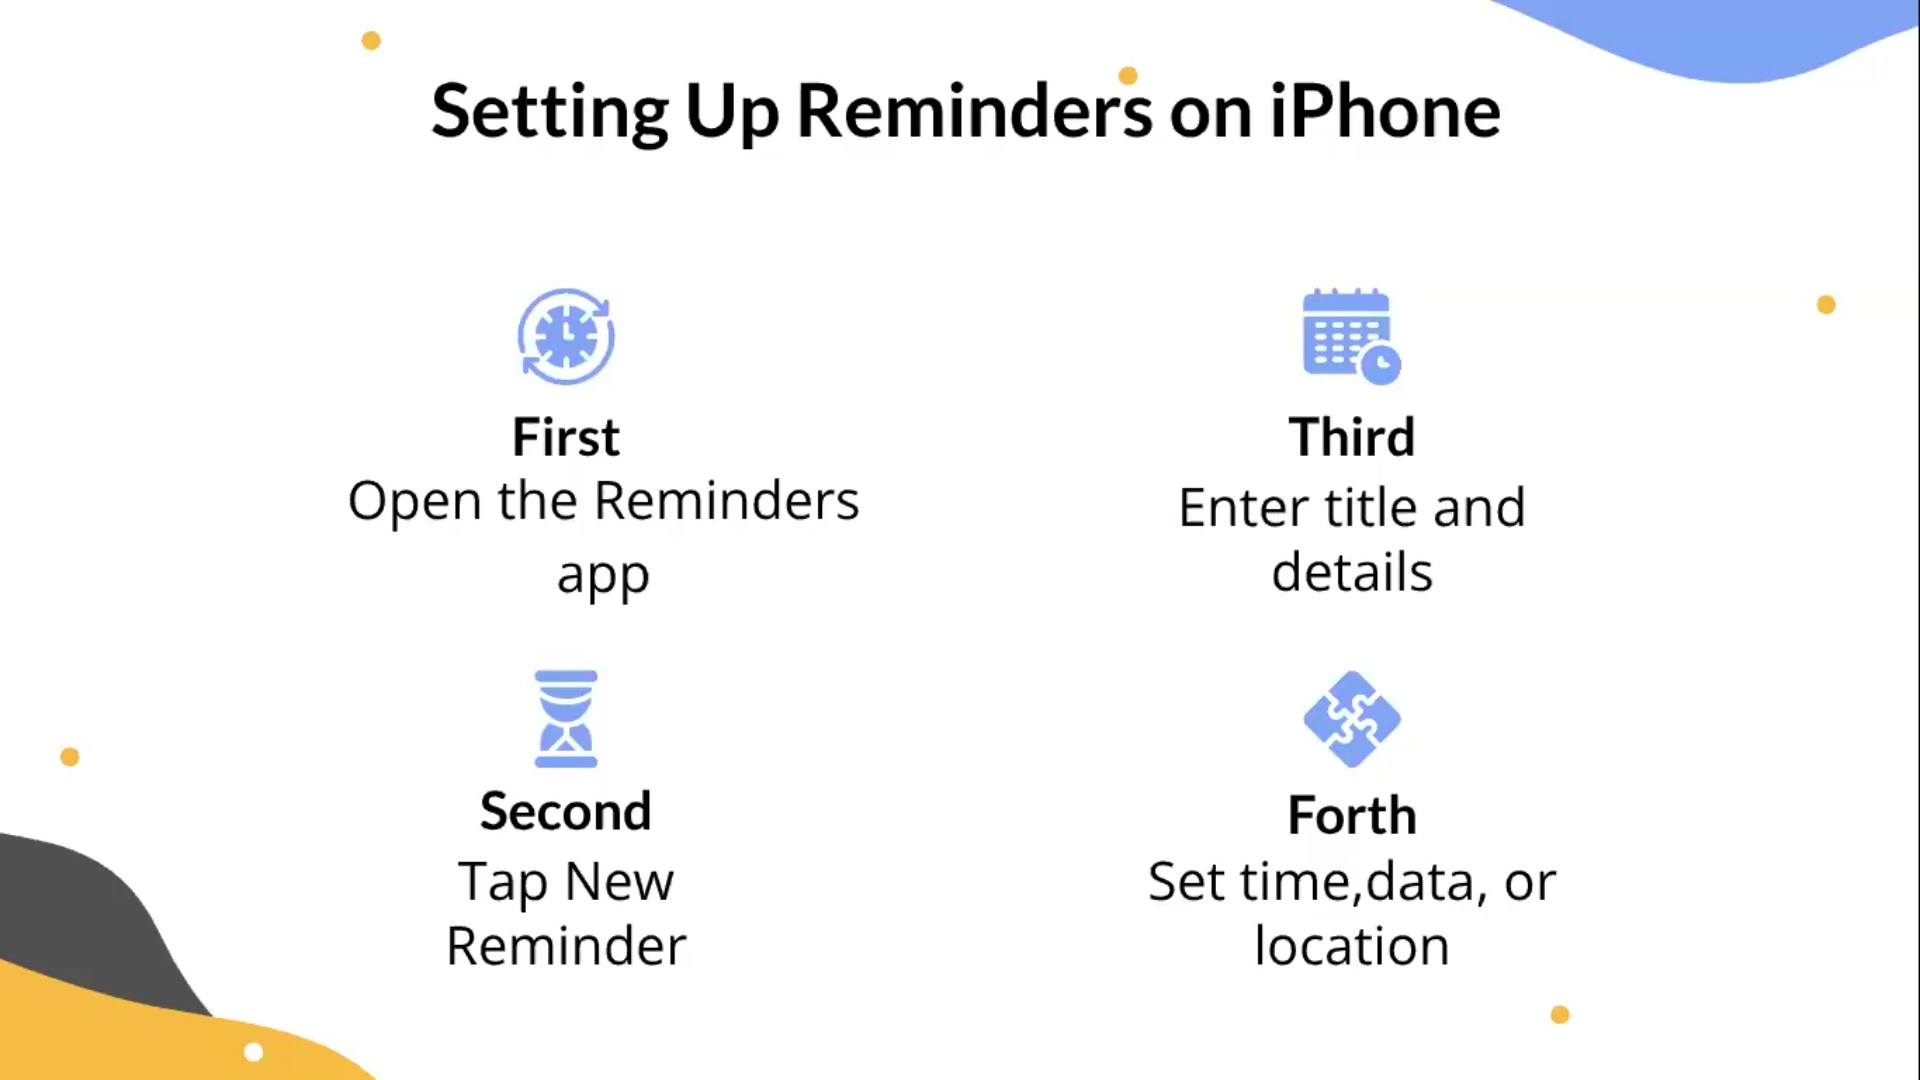 Setting Up Reminders on iPhone
First
Open the Reminders
app
Second
Tap New
Reminder
Third
Enter title and
details
Forth
Set time,data, or
location